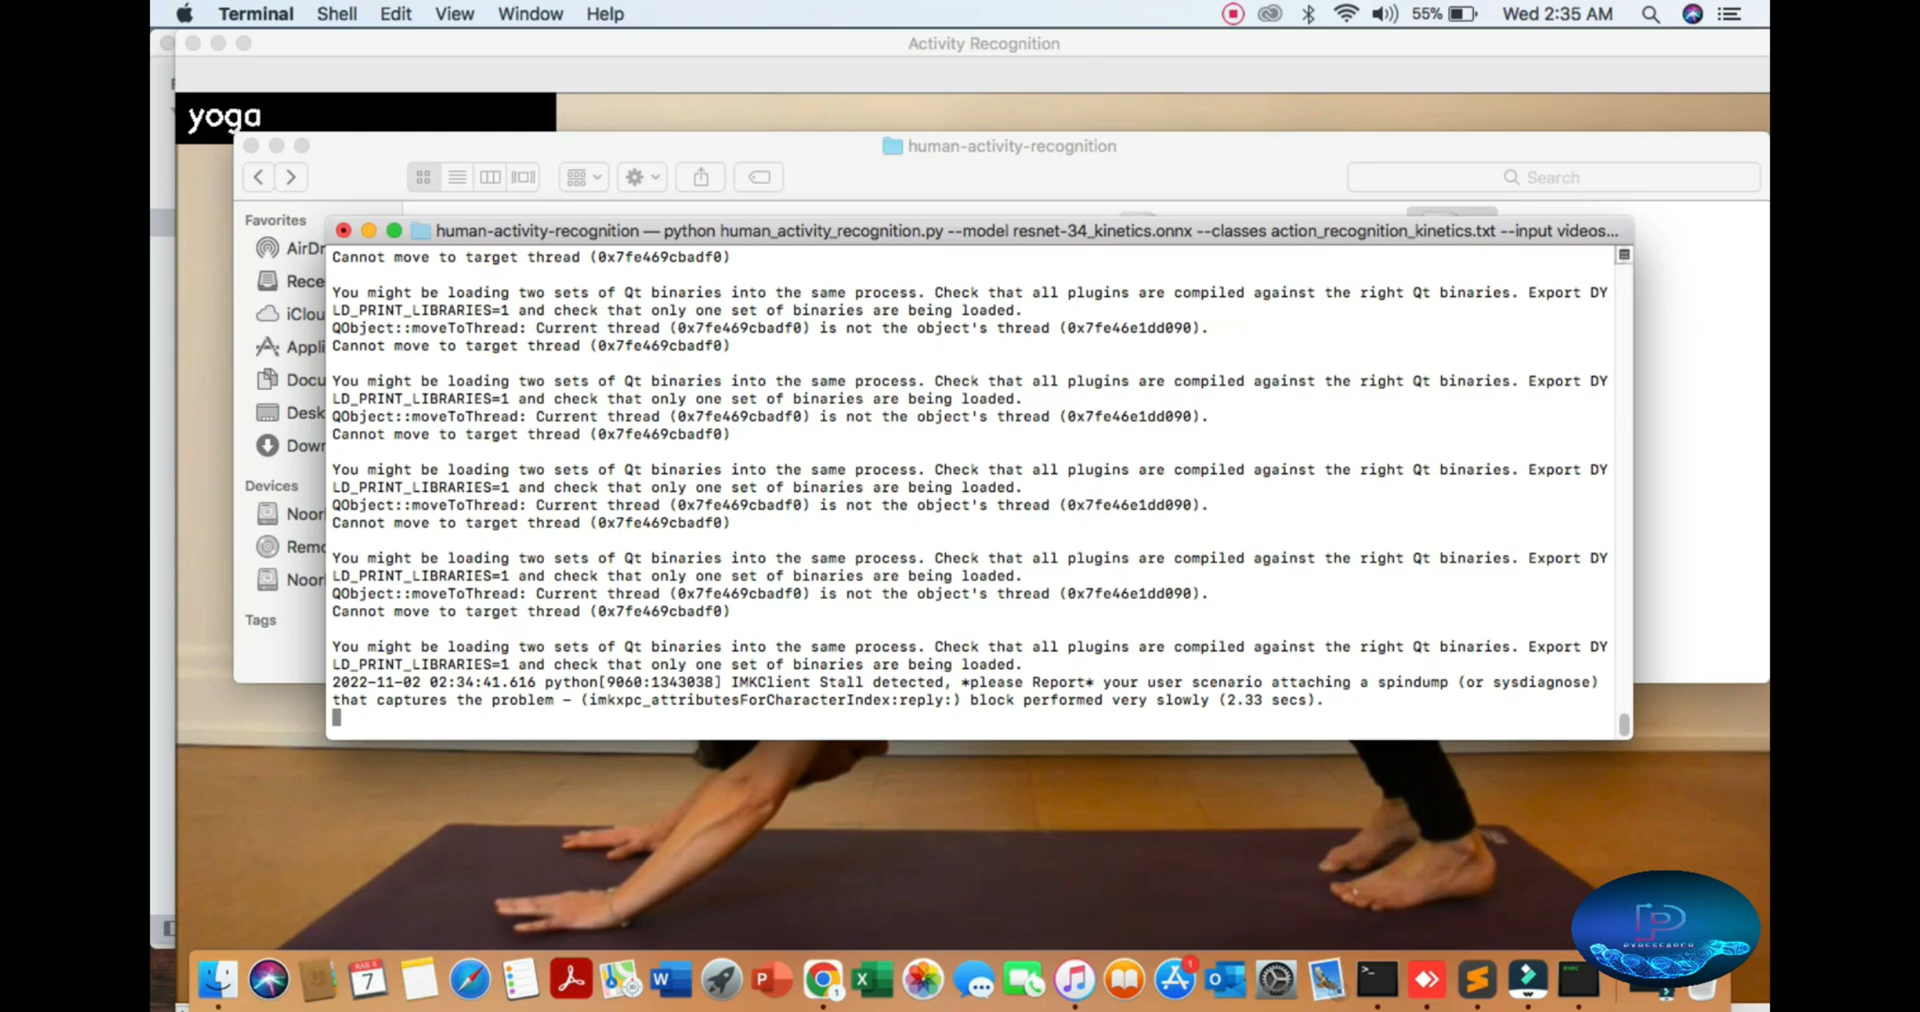 Terminal Shell Edit View Window Help 55% Wed 2:35 AM
Activity Recognition
yoga
human-activity-recognition
Search
Favorites
human-activity-recognition — python human_activity_recognition.py --model resnet-34_kinetics.onnx --classes action_recognition_kinetics.txt --input videos...
AirDr
Rece
iClou
Appli
Docu
Desk
Down
Devices
Noor
Remo
Noor
Tags
Cannot move to target thread (0x7fe469cbadf0)
You might be loading two sets of Qt binaries into the same process. Check that all plugins are compiled against the right Qt binaries. Export DY
LD_PRINT_LIBRARIES=1 and check that only one set of binaries are being loaded.
QObject::moveToThread: Current thread (0x7fe469cbadf0) is not the object's thread (0x7fe46e1dd090).
Cannot move to target thread (0x7fe469cbadf0)
You might be loading two sets of Qt binaries into the same process. Check that all plugins are compiled against the right Qt binaries. Export DY
LD_PRINT_LIBRARIES=1 and check that only one set of binaries are being loaded.
QObject::moveToThread: Current thread (0x7fe469cbadf0) is not the object's thread (0x7fe46e1dd090).
Cannot move to target thread (0x7fe469cbadf0)
You might be loading two sets of Qt binaries into the same process. Check that all plugins are compiled against the right Qt binaries. Export DY
LD_PRINT_LIBRARIES=1 and check that only one set of binaries are being loaded.
QObject::moveToThread: Current thread (0x7fe469cbadf0) is not the object's thread (0x7fe46e1dd090).
Cannot move to target thread (0x7fe469cbadf0)
You might be loading two sets of Qt binaries into the same process. Check that all plugins are compiled against the right Qt binaries. Export DY
LD_PRINT_LIBRARIES=1 and check that only one set of binaries are being loaded.
QObject::moveToThread: Current thread (0x7fe469cbadf0) is not the object's thread (0x7fe46e1dd090).
Cannot move to target thread (0x7fe469cbadf0)
You might be loading two sets of Qt binaries into the same process. Check that all plugins are compiled against the right Qt binaries. Export DY
LD_PRINT_LIBRARIES=1 and check that only one set of binaries are being loaded.
2022-11-02 02:34:41.616 python[9060:1343038] IMKClient Stall detected, *please Report* your user scenario attaching a spindump (or sysdiagnose)
that captures the problem - (imkxpc_attributesForCharacterIndex:reply:) block performed very slowly (2.33 secs).
PXRESEARCH
7
1
1